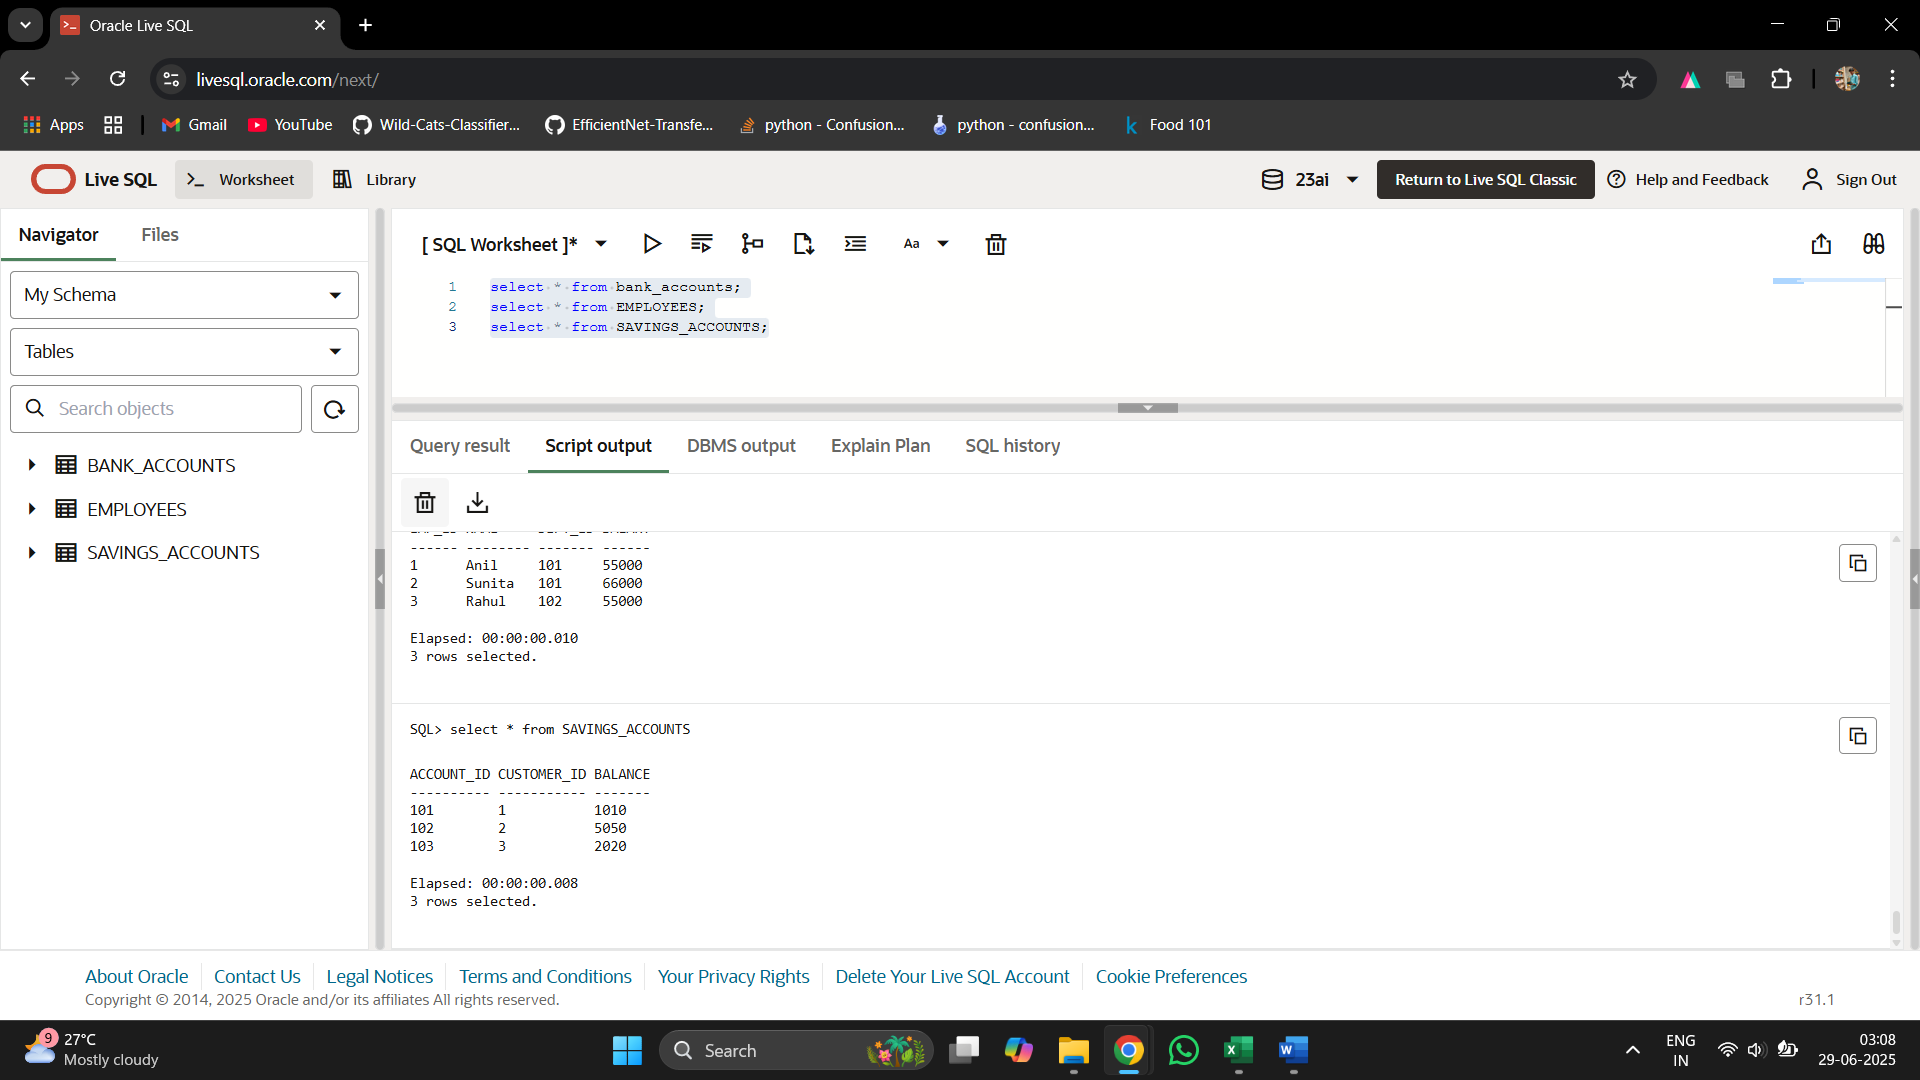 Oracle Live SQL
livesql.oracle.com/next/
Apps
Gmail
YouTube
Wild-Cats-Classifier...
EfficientNet-Transfe...
python - Confusion...
python - confusion...
k Food 101
Live SQL
>_ Worksheet
Library
23ai
Return to Live SQL Classic
Help and Feedback
Sign Out
Navigator
Files
[ SQL Worksheet ]*
Aa
My Schema
Tables
Search objects
BANK_ACCOUNTS
EMPLOYEES
SAVINGS_ACCOUNTS
1 select * from bank_accounts;
2 select * from EMPLOYEES;
3 select * from SAVINGS_ACCOUNTS;
Query result
Script output
DBMS output
Explain Plan
SQL history
------ -------- ------- ------
1 Anil 101 55000
2 Sunita 101 66000
3 Rahul 102 55000
Elapsed: 00:00:00.010
3 rows selected.
SQL> select * from SAVINGS_ACCOUNTS
ACCOUNT_ID CUSTOMER_ID BALANCE
---------- ----------- -------
101 1 1010
102 2 5050
103 3 2020
Elapsed: 00:00:00.008
3 rows selected.
About Oracle
Contact Us
Legal Notices
Terms and Conditions
Your Privacy Rights
Delete Your Live SQL Account
Cookie Preferences
Copyright © 2014, 2025 Oracle and/or its affiliates All rights reserved.
r31.1
9
27°C
Mostly cloudy
Search
ENG
IN
03:08
29-06-2025